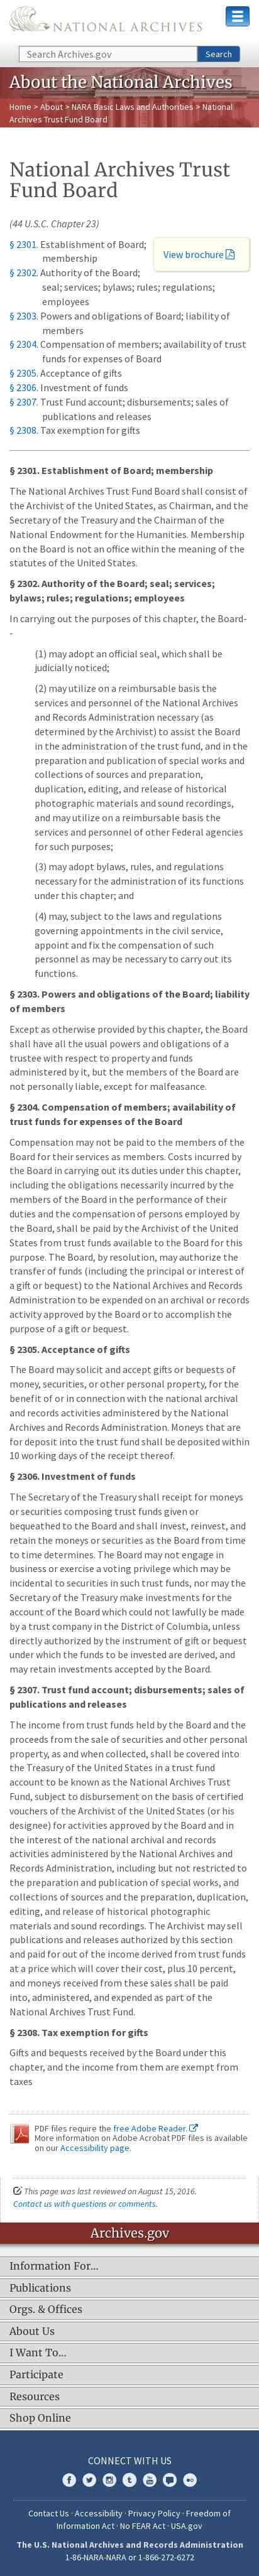 NATIONAL ARCHIVES
Search Archives.gov
Search
About the National Archives
Home > About > NARA Basic Laws and Authorities > National
Archives Trust Fund Board
National Archives Trust
Fund Board
(44 U.S.C. Chapter 23)
View brochure
§ 2301. Establishment of Board;
membership
§ 2302. Authority of the Board;
seal; services; bylaws; rules; regulations;
employees
§ 2303. Powers and obligations of Board; liability of
members
§ 2304. Compensation of members; availability of trust
funds for expenses of Board
§ 2305. Acceptance of gifts
§ 2306. Investment of funds
§ 2307. Trust Fund account; disbursements; sales of
publications and releases
§ 2308. Tax exemption for gifts
§ 2301. Establishment of Board; membership
The National Archives Trust Fund Board shall consist of
the Archivist of the United States, as Chairman, and the
Secretary of the Treasury and the Chairman of the
National Endowment for the Humanities. Membership
on the Board is not an office within the meaning of the
statutes of the United States.
§ 2302. Authority of the Board; seal; services;
bylaws; rules; regulations; employees
In carrying out the purposes of this chapter, the Board-
-
(1) may adopt an official seal, which shall be
judicially noticed;
(2) may utilize on a reimbursable basis the
services and personnel of the National Archives
and Records Administration necessary (as
determined by the Archivist) to assist the Board
in the administration of the trust fund, and in the
preparation and publication of special works and
collections of sources and preparation,
duplication, editing, and release of historical
photographic materials and sound recordings,
and may utilize on a reimbursable basis the
services and personnel of other Federal agencies
for such purposes;
(3) may adopt bylaws, rules, and regulations
necessary for the administration of its functions
under this chapter; and
(4) may, subject to the laws and regulations
governing appointments in the civil service,
appoint and fix the compensation of such
personnel as may be necessary to carry out its
functions.
§ 2303. Powers and obligations of the Board; liability
of members
Except as otherwise provided by this chapter, the Board
shall have all the usual powers and obligations of a
trustee with respect to property and funds
administered by it, but the members of the Board are
not personally liable, except for malfeasance.
§ 2304. Compensation of members; availability of
trust funds for expenses of the Board
Compensation may not be paid to the members of the
Board for their services as members. Costs incurred by
the Board in carrying out its duties under this chapter,
including the obligations necessarily incurred by the
members of the Board in the performance of their
duties and the cost of the services of persons employed
by the Board, shall be paid by the Archivist of the United
States from trust funds available to the Board for this
purpose. The Board, by resolution, may authorize the
transfer of funds (including the principal or interest of
a gift or bequest) to the National Archives and Records
Administration to be expended on an archival or records
activity approved by the Board or to accomplish the
purpose of a gift or bequest.
§ 2305. Acceptance of gifts
The Board may solicit and accept gifts or bequests of
money, securities, or other personal property, for the
benefit of or in connection with the national archival
and records activities administered by the National
Archives and Records Administration. Moneys that are
for deposit into the trust fund shall be deposited within
10 working days of the receipt thereof.
§ 2306. Investment of funds
The Secretary of the Treasury shall receipt for moneys
or securities composing trust funds given or
bequeathed to the Board and shall invest, reinvest, and
retain the moneys or securities as the Board from time
to time determines. The Board may not engage in
business or exercise a voting privilege which may be
incidental to securities in such trust funds, nor may the
Secretary of the Treasury make investments for the
account of the Board which could not lawfully be made
by a trust company in the District of Columbia, unless
directly authorized by the instrument of gift or bequest
under which the funds to be invested are derived, and
may retain investments accepted by the Board.
§ 2307. Trust fund account; disbursements; sales of
publications and releases
The income from trust funds held by the Board and the
proceeds from the sale of securities and other personal
property, as and when collected, shall be covered into
the Treasury of the United States in a trust fund
account to be known as the National Archives Trust
Fund, subject to disbursement on the basis of certified
vouchers of the Archivist of the United States (or his
designee) for activities approved by the Board and in
the interest of the national archival and records
activities administered by the National Archives and
Records Administration, including but not restricted to
the preparation and publication of special works, and
collections of sources and the preparation, duplication,
editing, and release of historical photographic
materials and sound recordings. The Archivist may sell
publications and releases authorized by this section
and paid for out of the income derived from trust funds
at a price which will cover their cost, plus 10 percent,
and moneys received from these sales shall be paid
into, administered, and expended as part of the
National Archives Trust Fund.
§ 2308. Tax exemption for gifts
Gifts and bequests received by the Board under this
chapter, and the income from them are exempt from
taxes
PDF files require the free Adobe Reader.
More information on Adobe Acrobat PDF files is available
on our Accessibility page.
This page was last reviewed on August 15, 2016.
Contact us with questions or comments.
Archives.gov
Information For…
Publications
Orgs. & Offices
About Us
I Want To…
Participate
Resources
Shop Online
CONNECT WITH US
Contact Us · Accessibility · Privacy Policy · Freedom of
Information Act · No FEAR Act · USA.gov
The U.S. National Archives and Records Administration
1-86-NARA-NARA or 1-866-272-6272